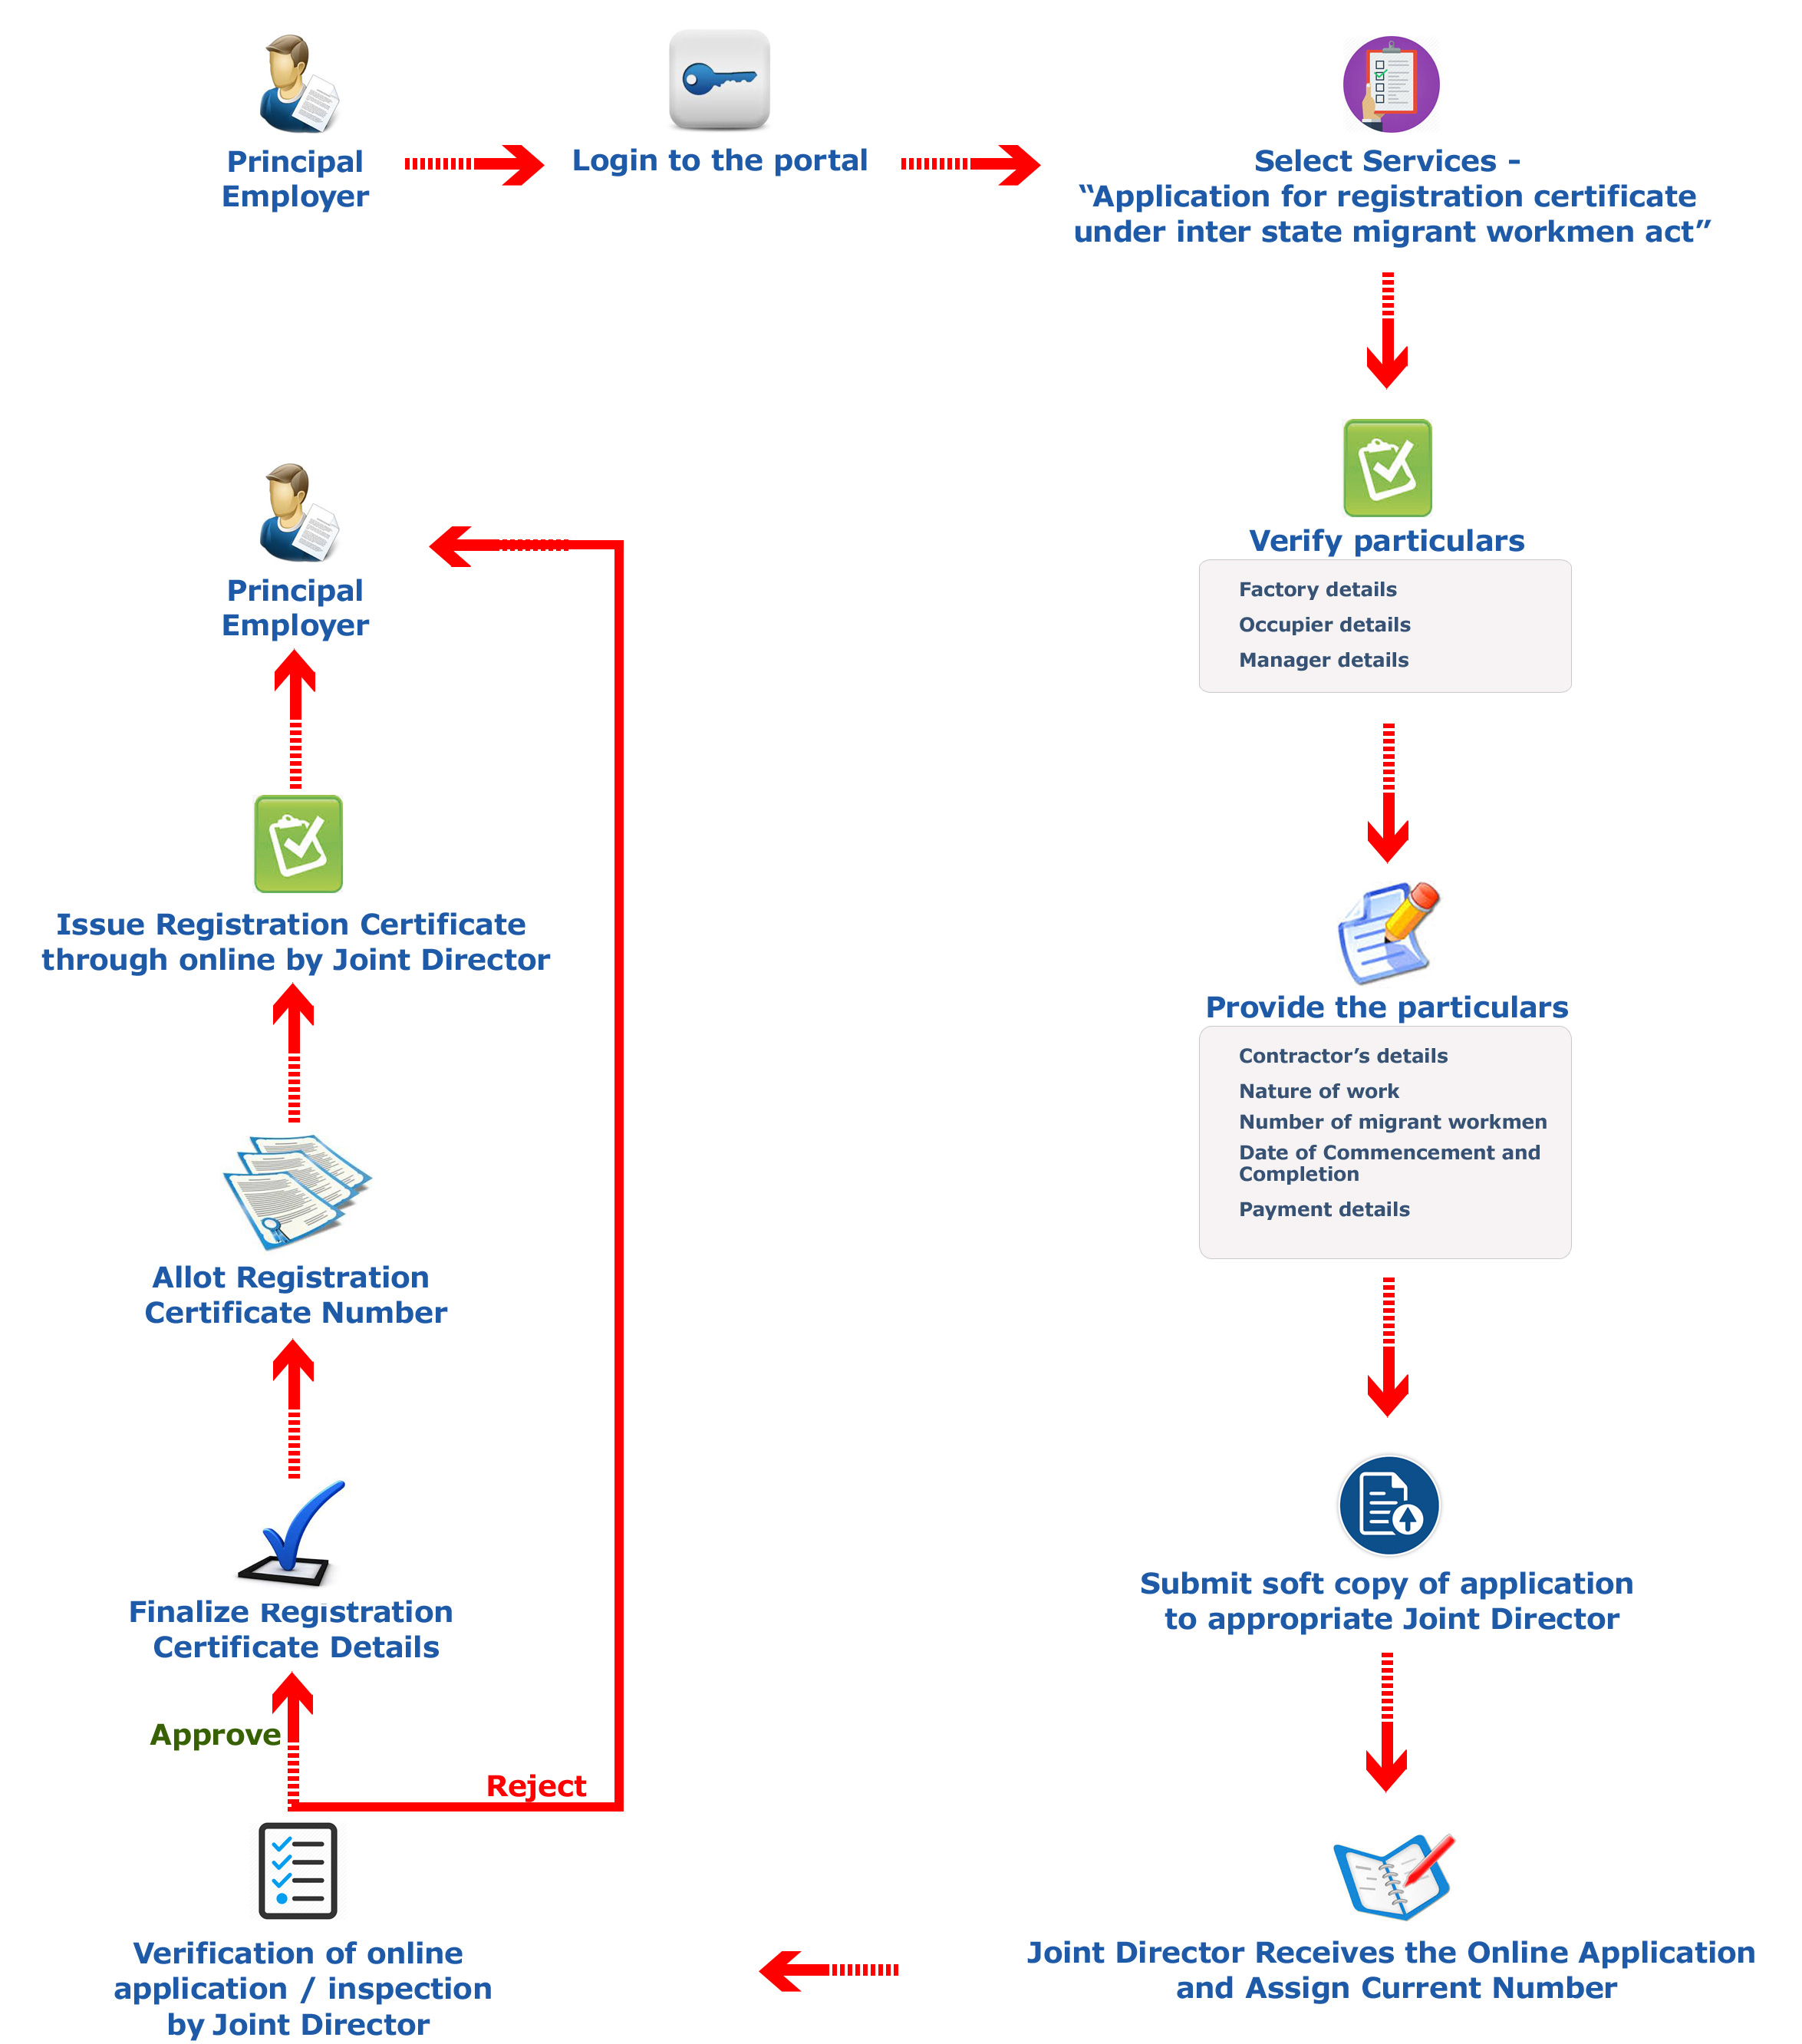 Principal
Employer
Login to the portal
Select Services -
“Application for registration certificate
under inter state migrant workmen act”
Verify particulars
Factory details
Occupier details
Manager details
Provide the particulars
Contractor’s details
Nature of work
Number of migrant workmen
Date of Commencement and
Completion
Payment details
Submit soft copy of application
to appropriate Joint Director
Joint Director Receives the Online Application
and Assign Current Number
Verification of online
application / inspection
by Joint Director
Approve
Reject
Finalize Registration
Certificate Details
Allot Registration
Certificate Number
Issue Registration Certificate
through online by Joint Director
Principal
Employer